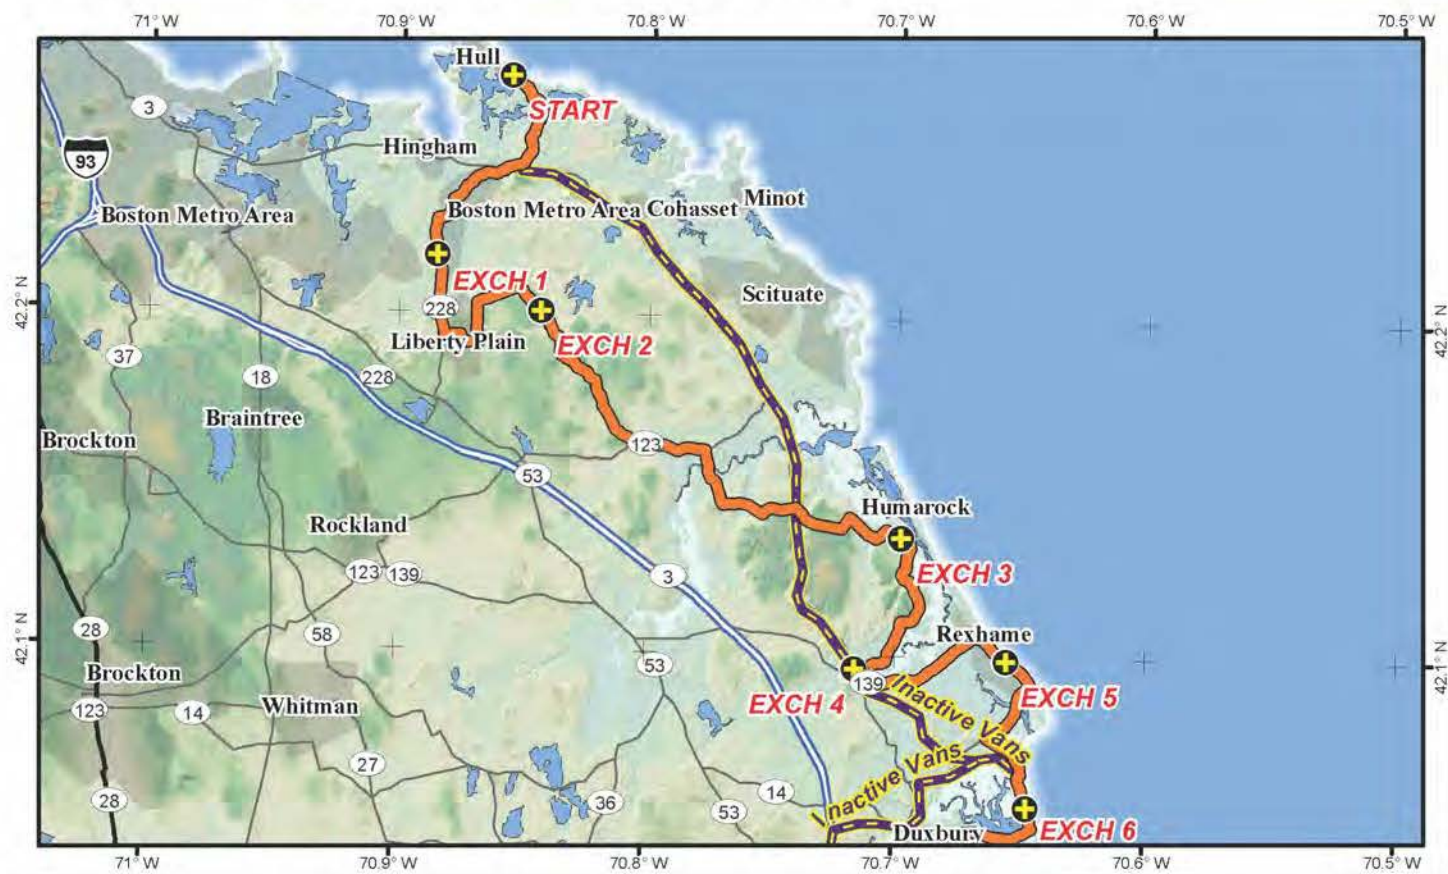 71° W
70.9° W
70.8° W
70.7° W
70.6° W
70.5° W
Hull
START
3
Hingham
93
Boston Metro Area
Boston Metro Area
Cohasset
Minot
EXCH 1
Scituate
42.2° N
42.2° N
228
Liberty Plain
EXCH 2
37
18
228
Braintree
Brockton
123
53
Humarock
Rockland
EXCH 3
123
139
3
28
58
Rexhame
42.1° N
42.1° N
53
Brockton
139
EXCH 4
Inactive Vans
EXCH 5
123
14
Whitman
27
Inactive Vans
28
36
14
53
Duxbury
EXCH 6
71° W
70.9° W
70.8° W
70.7° W
70.6° W
70.5° W